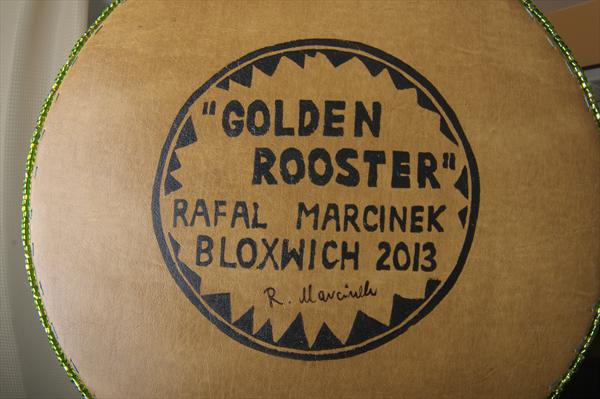 "GOLDEN
ROOSTER"
RAFAL MARCINEK
BLOXWICH 2013
R. Marcinek